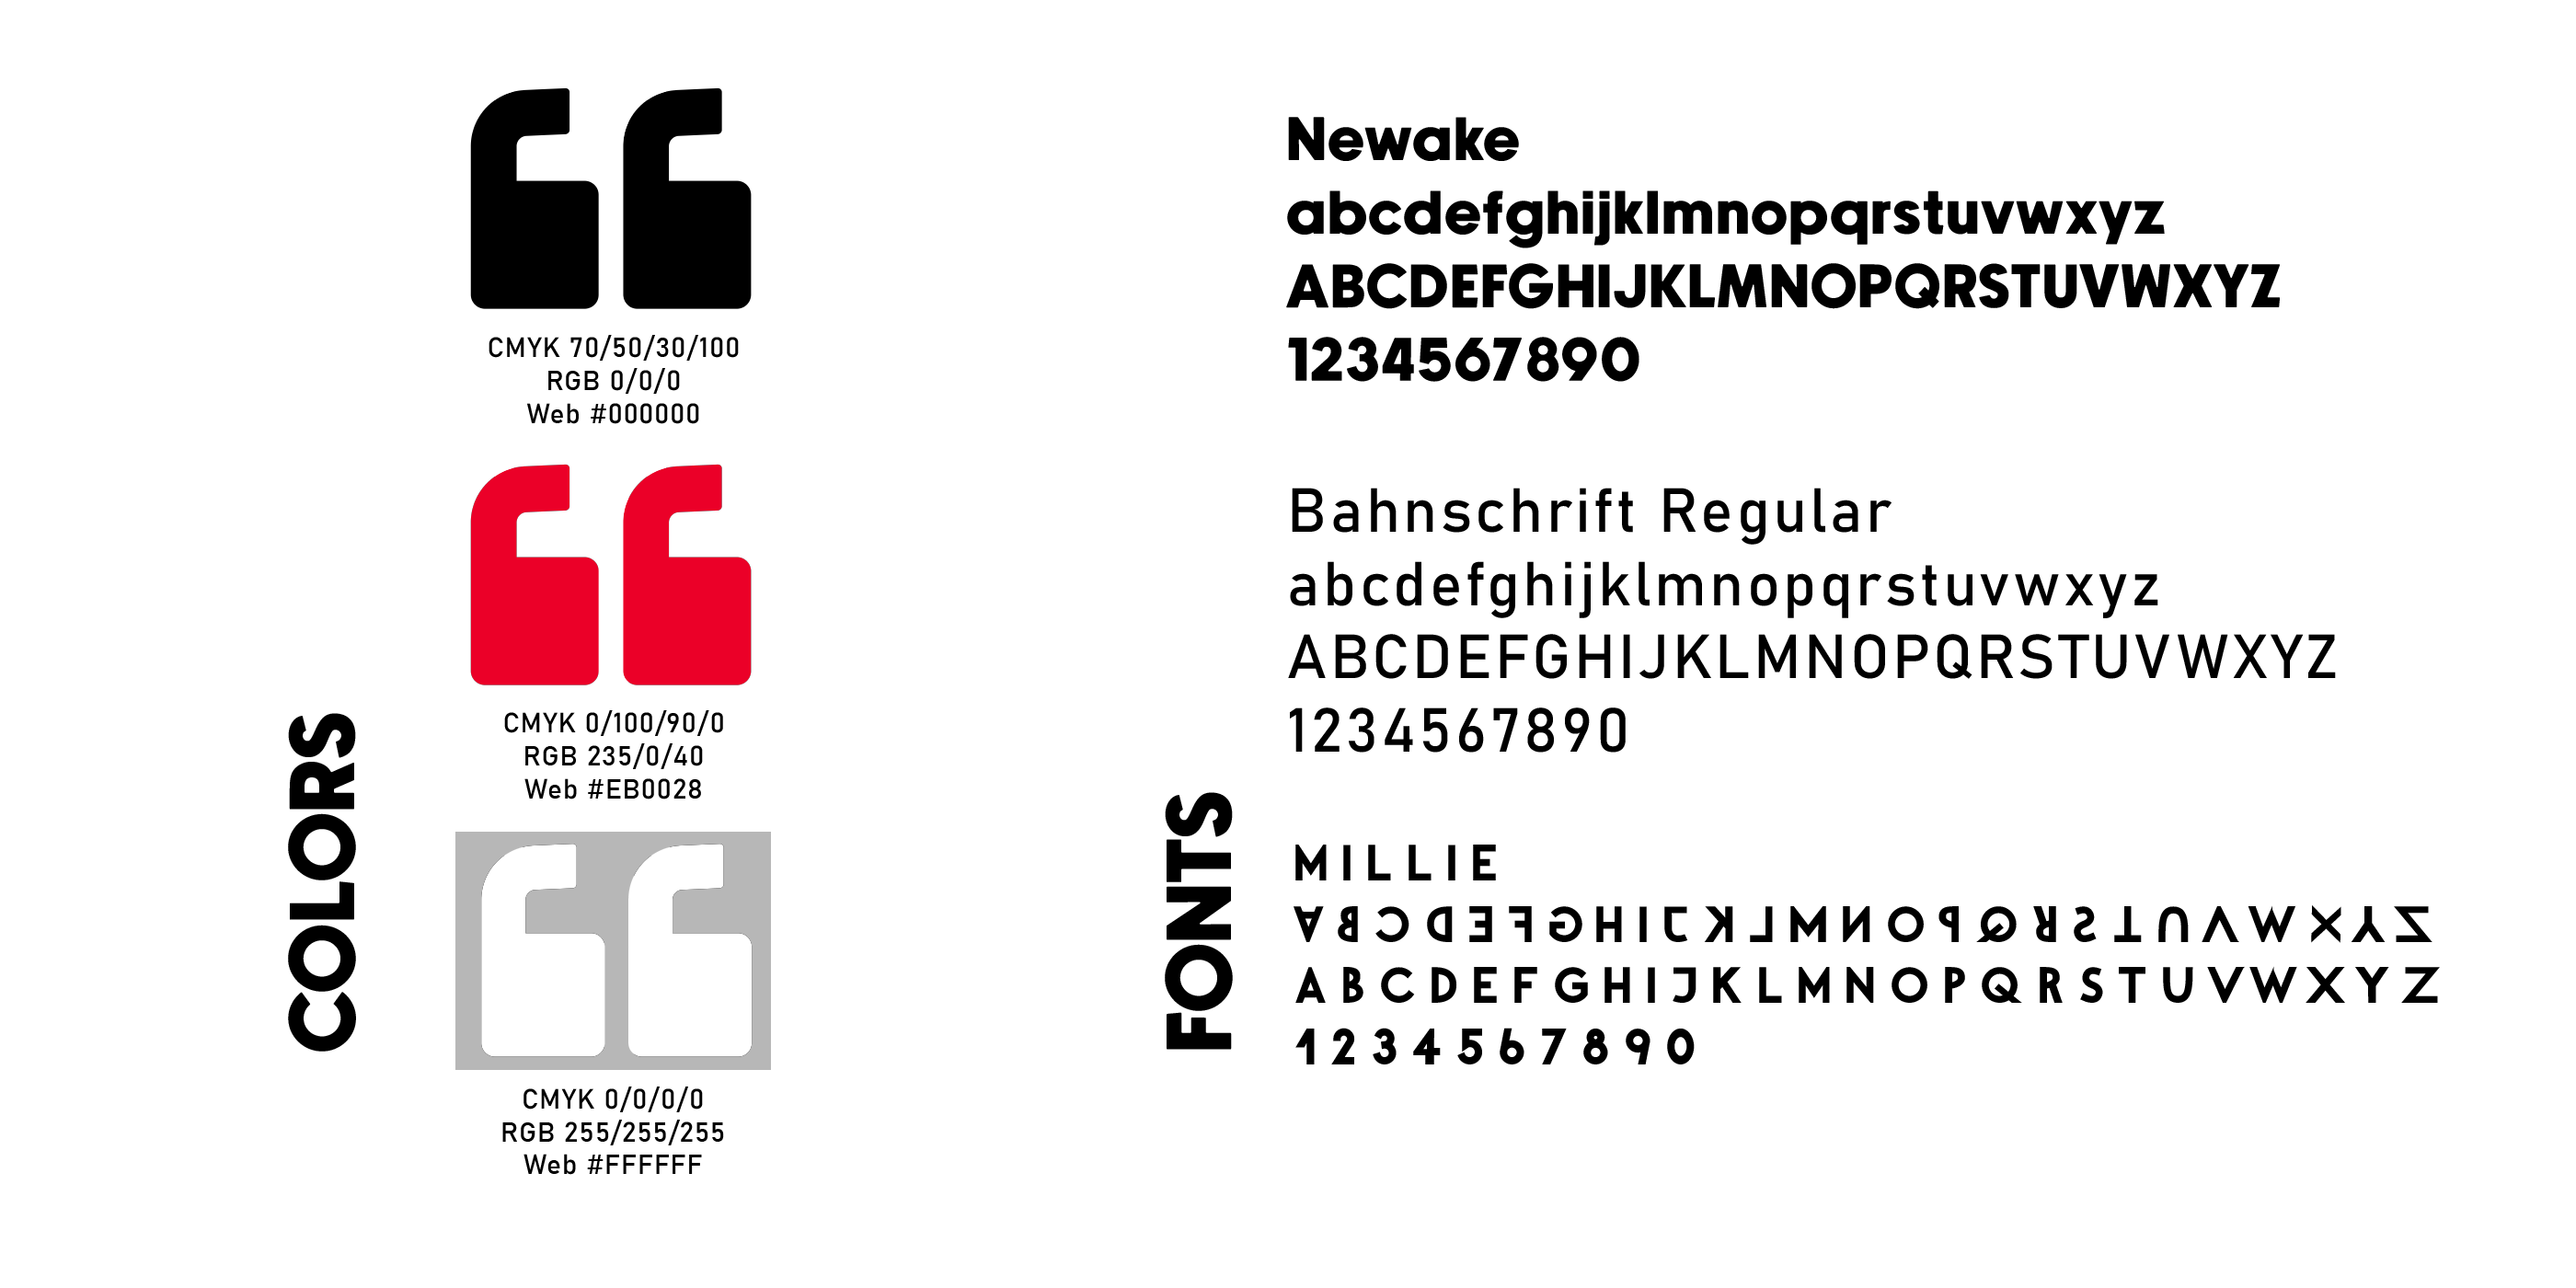 COLORS
CMYK 70/50/30/100
RGB 0/0/0
Web #000000
CMYK 0/100/90/0
RGB 235/0/40
Web #EB0028
CMYK 0/0/0/0
RGB 255/255/255
Web #FFFFFF
FONTS
Newake
abcdefghijklmnopqrstuvwxyz
ABCDEFGHIJKLMNOPQRSTUVWXYZ
1234567890
Bahnschrift Regular
abcdefghijklmnopqrstuvwxyz
ABCDEFGHIJKLMNOPQRSTUVWXYZ
1234567890
MILLIE
ABCDEFGHIJKLMNOPQRSTUVWXYZ
ABCDEFGHIJKLMNOPQRSTUVWXYZ
1234567890